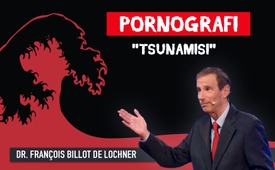 PORNOGRAFI
"TSUNAMISI"
DR. FRANÇOIS BILLOT DE LOCHNER